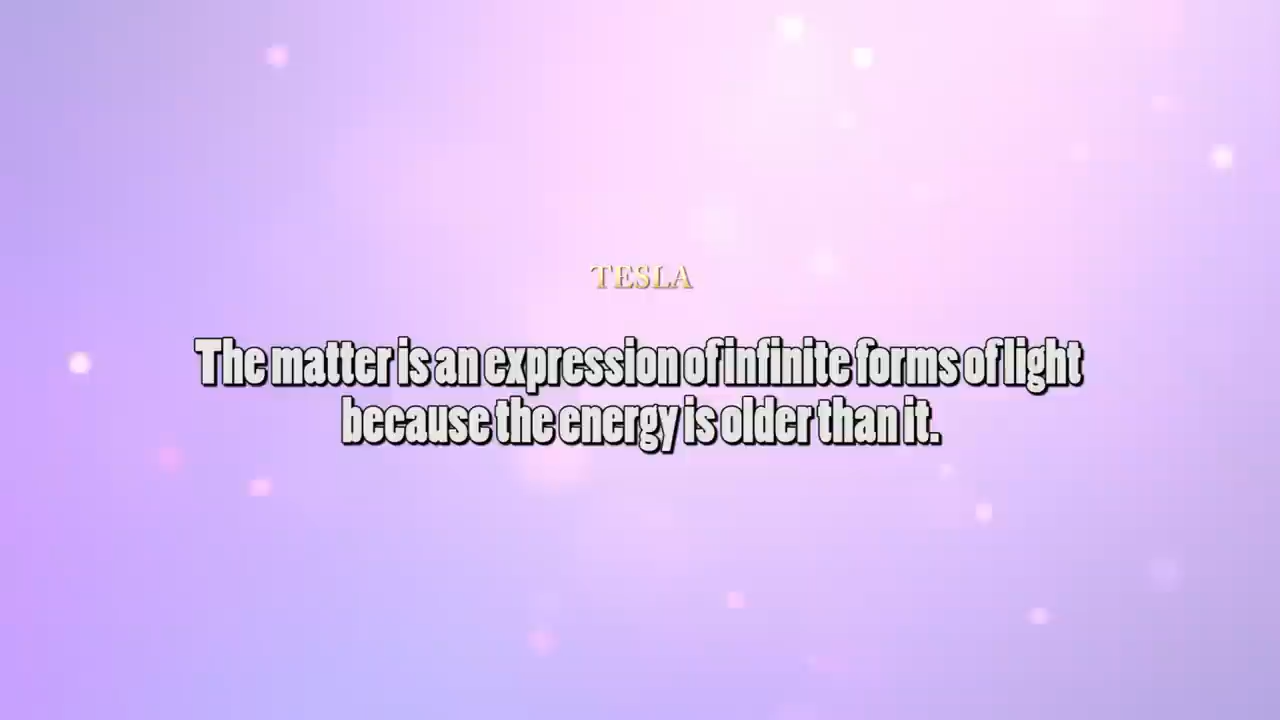 TESLA
The matter is an expression of infinite forms of light
because the energy is older than it.